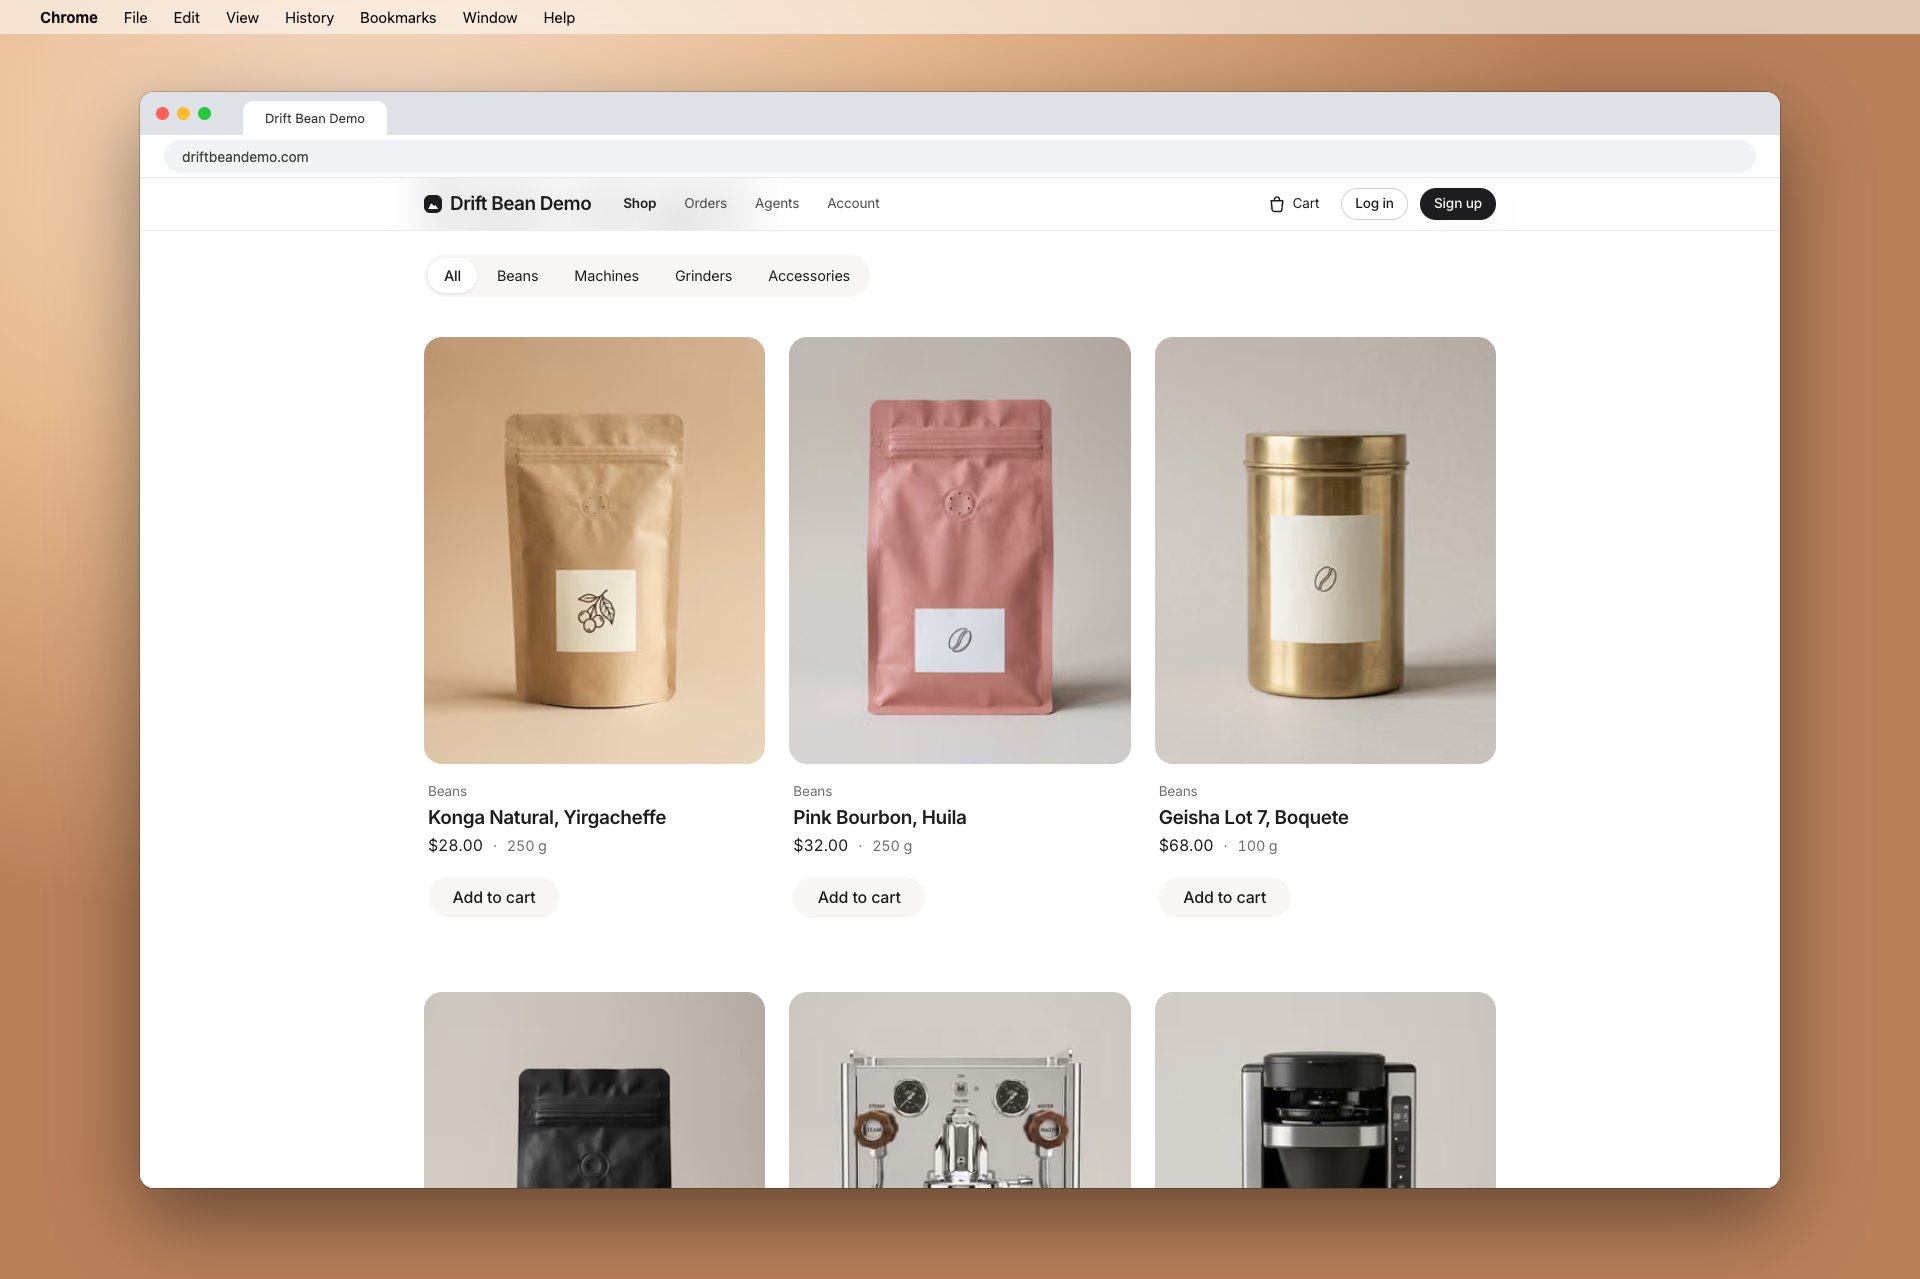 Chrome File Edit View History Bookmarks Window Help
Drift Bean Demo
driftbeandemo.com
Drift Bean Demo Shop Orders Agents Account Cart Log in Sign up
All Beans Machines Grinders Accessories
Beans
Konga Natural, Yirgacheffe
$28.00 · 250 g
Add to cart
Beans
Pink Bourbon, Huila
$32.00 · 250 g
Add to cart
Beans
Geisha Lot 7, Boquete
$68.00 · 100 g
Add to cart